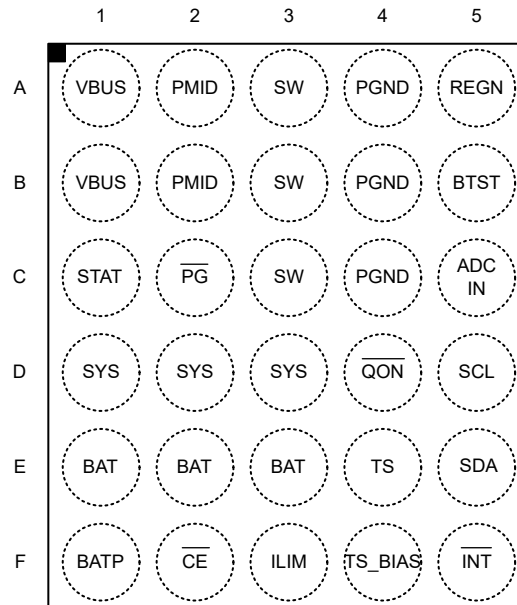 1 2 3 4 5
A VBUS PMID SW PGND REGN
B VBUS PMID SW PGND BTST
C STAT PG SW PGND ADC
IN
D SYS SYS SYS QON SCL
E BAT BAT BAT TS SDA
F BATP CE ILIM TS_BIAS INT